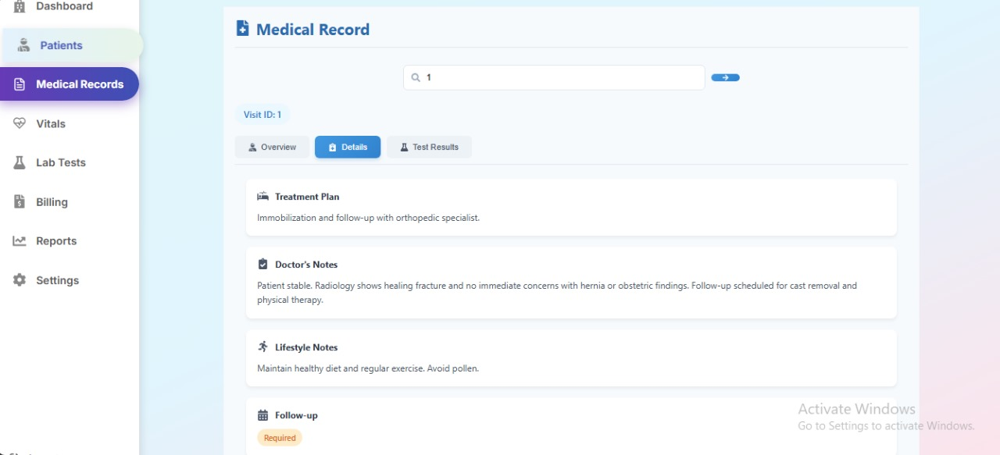 Dashboard
Patients
Medical Records
Vitals
Lab Tests
Billing
Reports
Settings
Medical Record
1
Visit ID: 1
Overview
Details
Test Results
Treatment Plan
Immobilization and follow-up with orthopedic specialist.
Doctor's Notes
Patient stable. Radiology shows healing fracture and no immediate concerns with hernia or obstetric findings. Follow-up scheduled for cast removal and
physical therapy.
Lifestyle Notes
Maintain healthy diet and regular exercise. Avoid pollen.
Follow-up
Required
Activate Windows
Go to Settings to activate Windows.